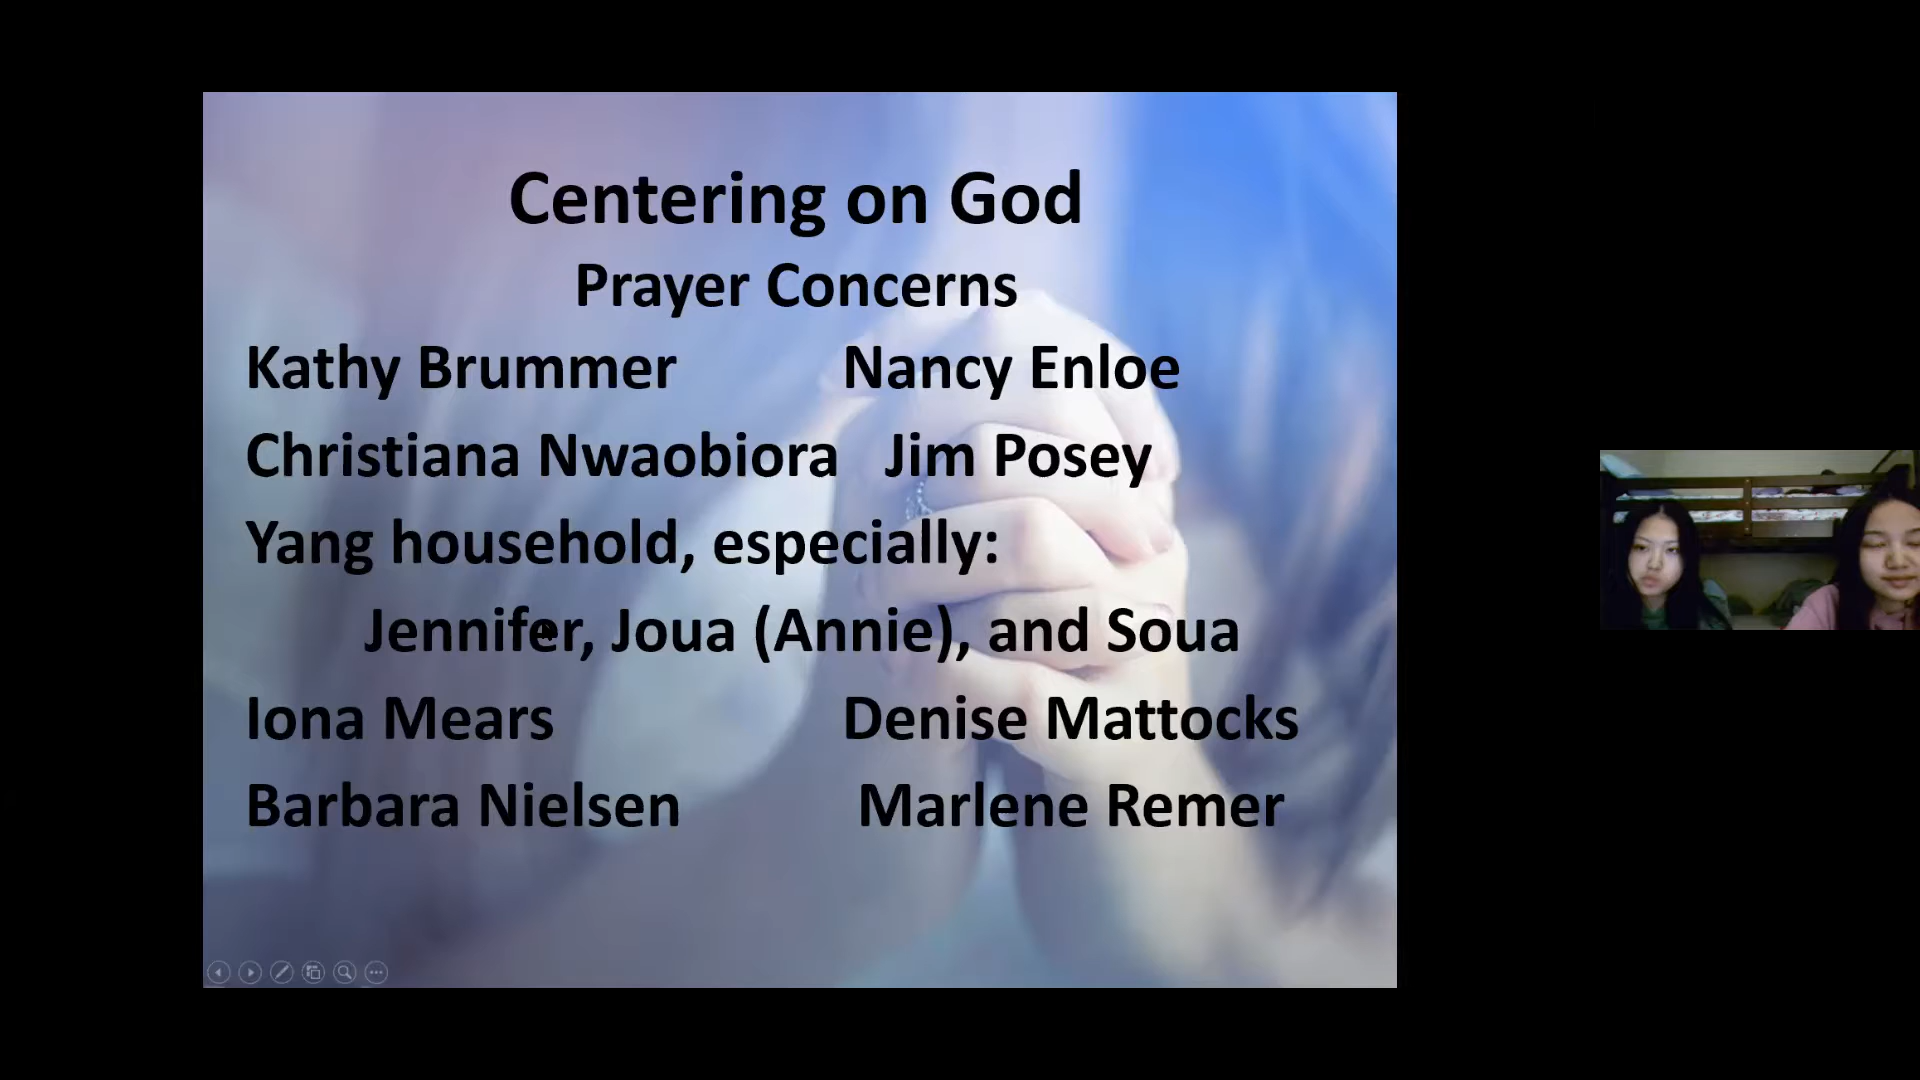 Centering on God
Prayer Concerns
Kathy Brummer Nancy Enloe
Christiana Nwaobiora Jim Posey
Yang household, especially:
Jennifer, Joua (Annie), and Soua
Iona Mears Denise Mattocks
Barbara Nielsen Marlene Remer